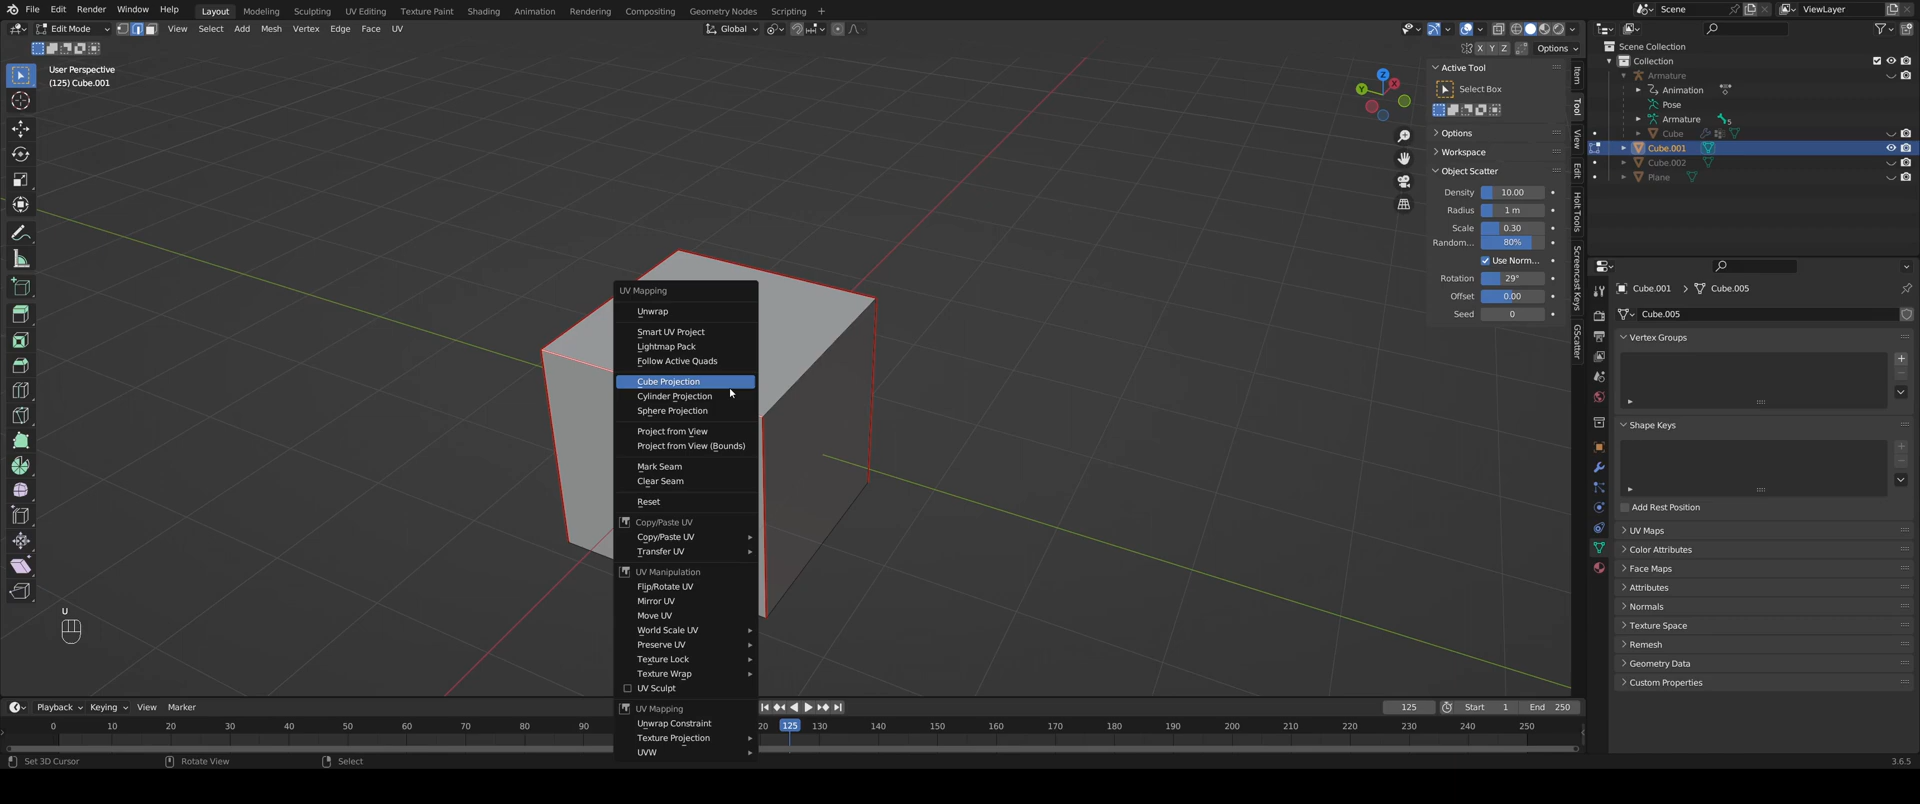 File Edit Render Window Help Layout Modeling Sculpting UV Editing Texture Paint Shading Animation Rendering Compositing Geometry Nodes Scripting + Scene ViewLayer
Edit Mode View Select Add Mesh Vertex Edge Face UV Global
X Y Z Options
User Perspective
(125) Cube.001
Z
Y
X
UV Mapping
Unwrap
Smart UV Project
Lightmap Pack
Follow Active Quads
Cube Projection
Cylinder Projection
Sphere Projection
Project from View
Project from View (Bounds)
Mark Seam
Clear Seam
Reset
Copy/Paste UV
Copy/Paste UV
Transfer UV
UV Manipulation
Flip/Rotate UV
Mirror UV
Move UV
World Scale UV
Preserve UV
Texture Lock
Texture Wrap
UV Sculpt
UV Mapping
Unwrap Constraint
Texture Projection
UVW
U
Active Tool
Select Box
Options
Workspace
Object Scatter
Density 10.00
Radius 1 m
Scale 0.30
Random... 80%
Use Norm...
Rotation 29°
Offset 0.00
Seed 0
Item
Tool
View
Edit
Holt Tools
Screencast Keys
GScatter
Scene Collection
Collection
Armature
Animation
Pose
Armature 5
Cube
Cube.001
Cube.002
Plane
Cube.001 > Cube.005
Cube.005
Vertex Groups
Shape Keys
Add Rest Position
UV Maps
Color Attributes
Face Maps
Attributes
Normals
Texture Space
Remesh
Geometry Data
Custom Properties
Playback Keying View Marker 125 Start 1 End 250
0 10 20 30 40 50 60 70 80 90 20 125 130 140 150 160 170 180 190 200 210 220 230 240 250
Set 3D Cursor Rotate View Select 3.6.5